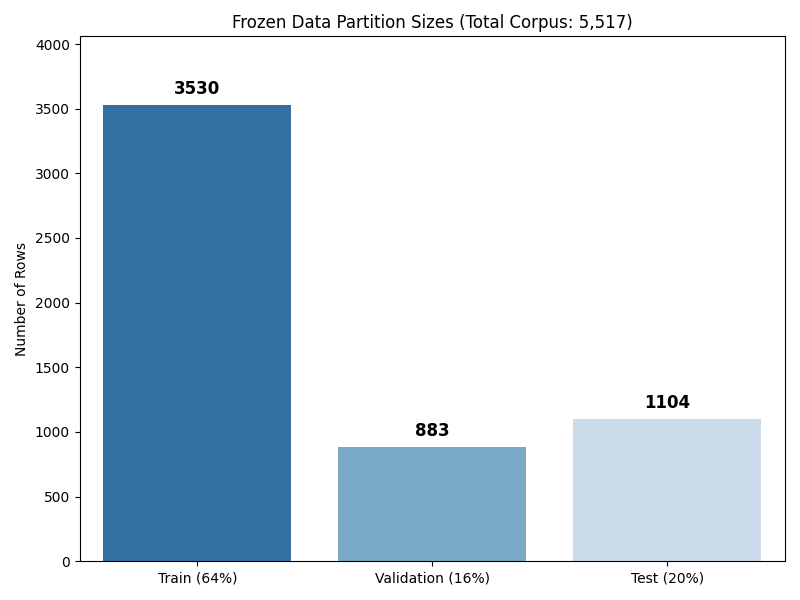 Frozen Data Partition Sizes (Total Corpus: 5,517)
Number of Rows
4000
3500
3000
2500
2000
1500
1000
500
0
3530
883
1104
Train (64%)
Validation (16%)
Test (20%)